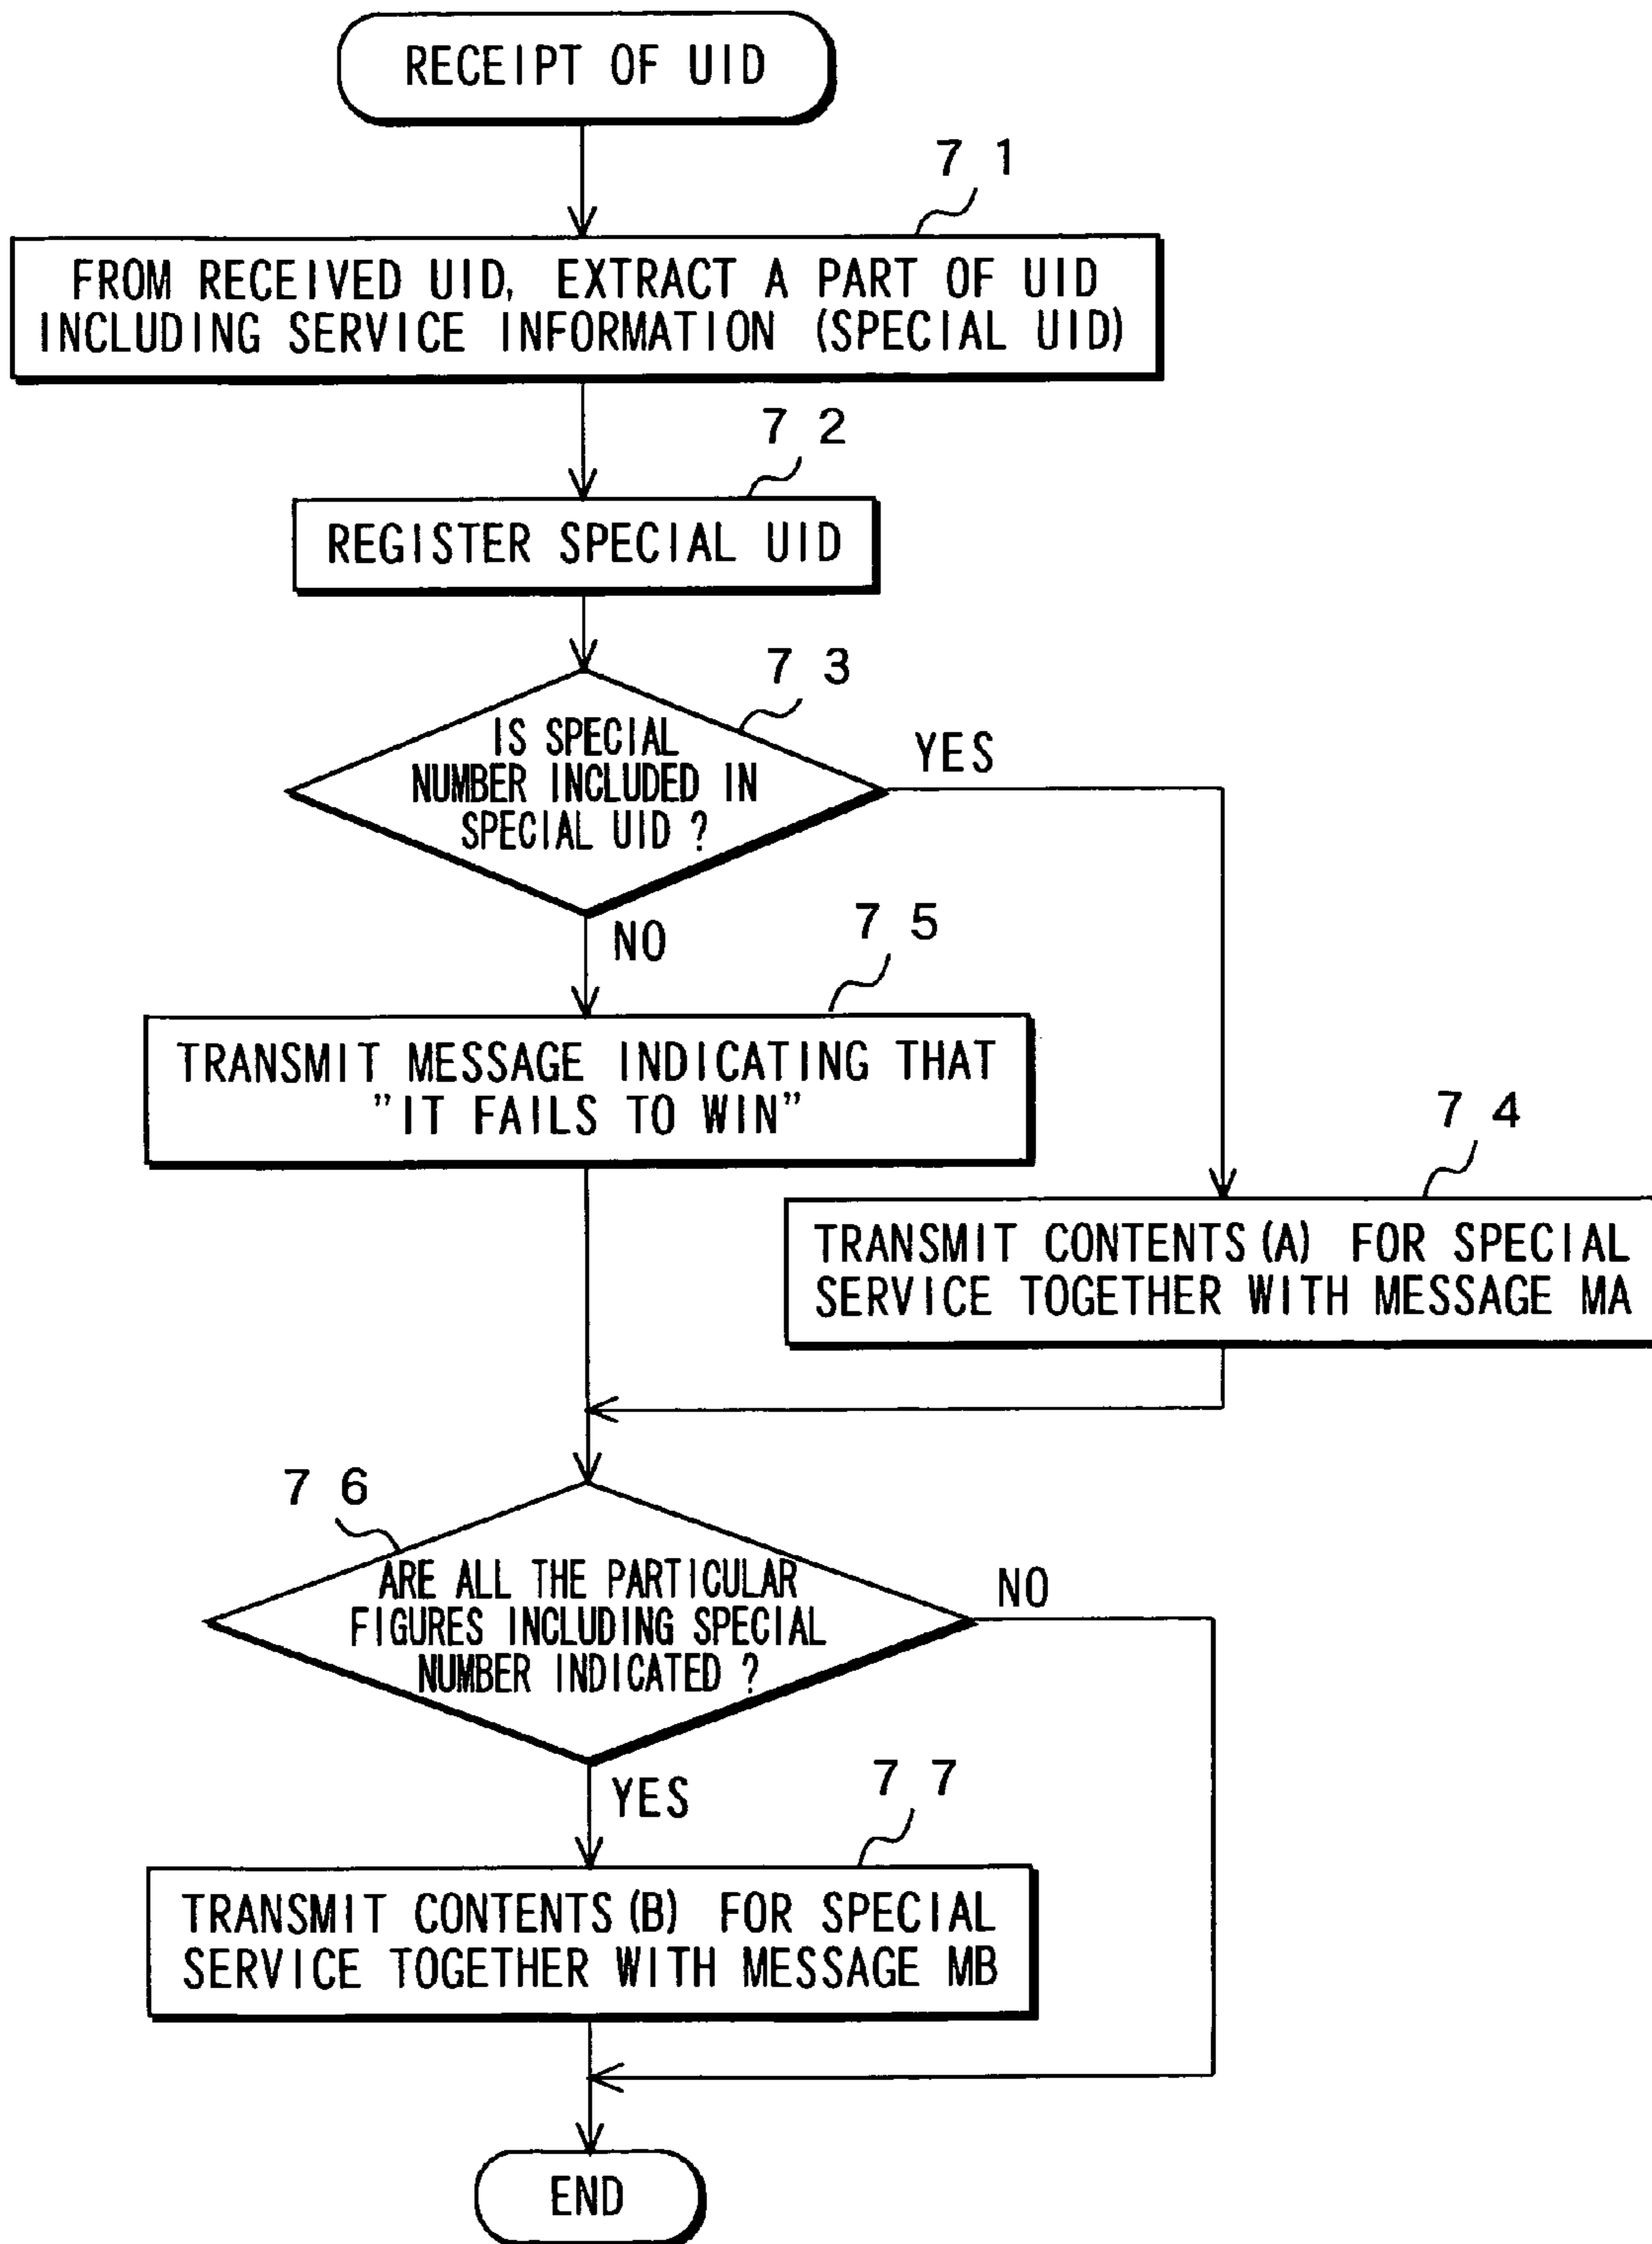 RECEIPT OF UID
7 1
FROM RECEIVED UID, EXTRACT A PART OF UID
INCLUDING SERVICE INFORMATION (SPECIAL UID)
7 2
REGISTER SPECIAL UID
7 3
IS SPECIAL
NUMBER INCLUDED IN
SPECIAL UID ?
YES
NO
7 5
TRANSMIT MESSAGE INDICATING THAT
"IT FAILS TO WIN"
7 4
TRANSMIT CONTENTS (A) FOR SPECIAL
SERVICE TOGETHER WITH MESSAGE MA
7 6
ARE ALL THE PARTICULAR
FIGURES INCLUDING SPECIAL
NUMBER INDICATED ?
NO
YES
7 7
TRANSMIT CONTENTS (B) FOR SPECIAL
SERVICE TOGETHER WITH MESSAGE MB
END